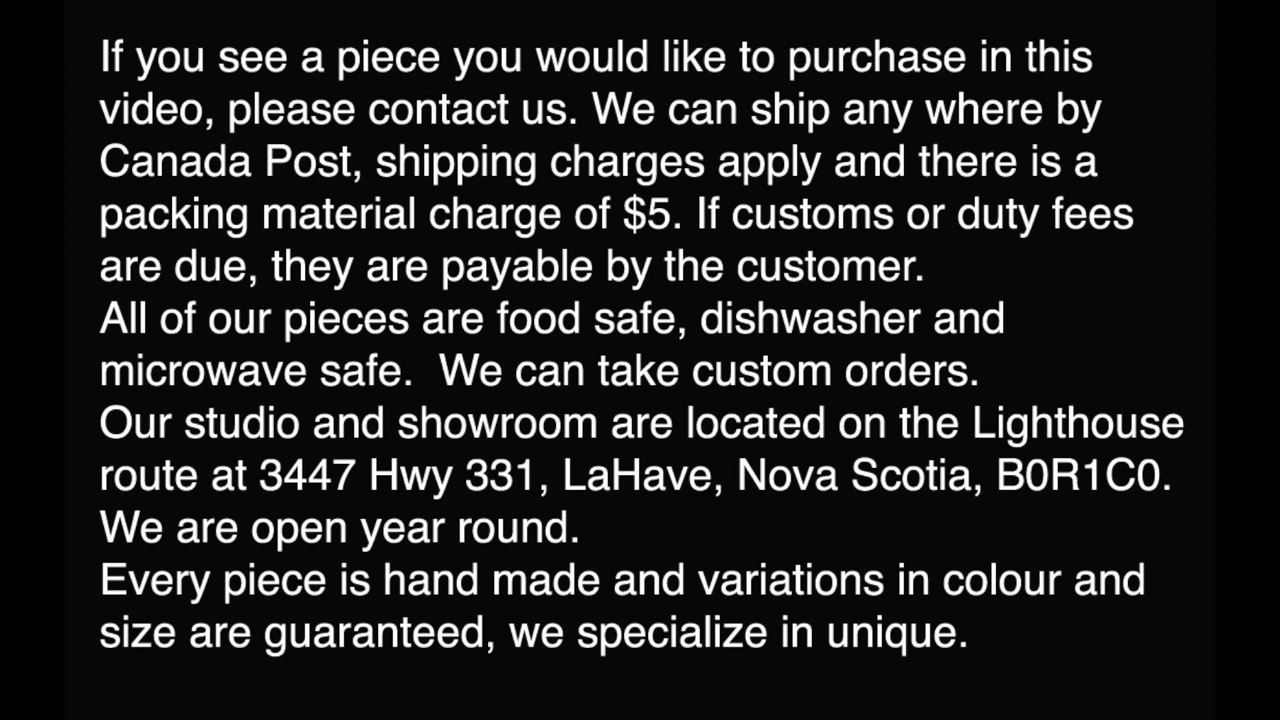 If you see a piece you would like to purchase in this
video, please contact us. We can ship any where by
Canada Post, shipping charges apply and there is a
packing material charge of $5. If customs or duty fees
are due, they are payable by the customer.
All of our pieces are food safe, dishwasher and
microwave safe.  We can take custom orders.
Our studio and showroom are located on the Lighthouse
route at 3447 Hwy 331, LaHave, Nova Scotia, B0R1C0.
We are open year round.
Every piece is hand made and variations in colour and
size are guaranteed, we specialize in unique.